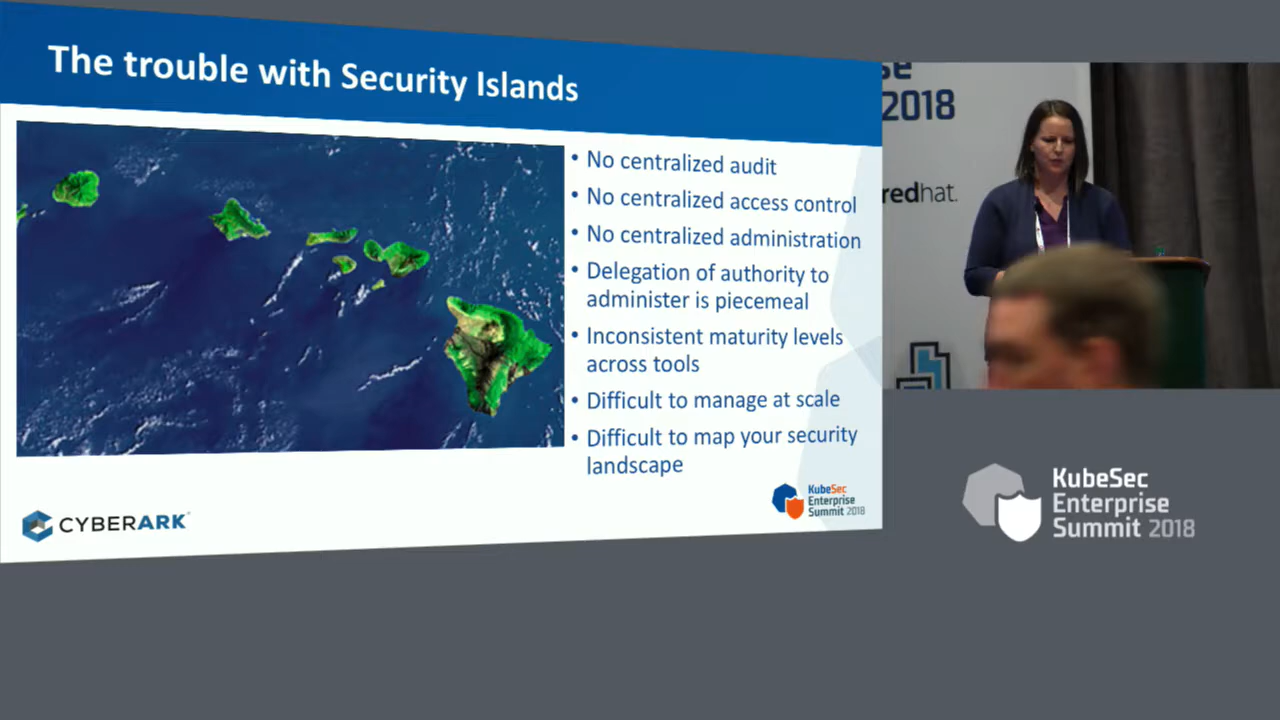 The trouble with Security Islands
• No centralized audit
• No centralized access control
• No centralized administration
• Delegation of authority to
administer is piecemeal
• Inconsistent maturity levels
across tools
• Difficult to manage at scale
• Difficult to map your security
landscape
CYBERARK
KubeSec
Enterprise
Summit 2018
se
2018
redhat.
KubeSec
Enterprise
Summit 2018